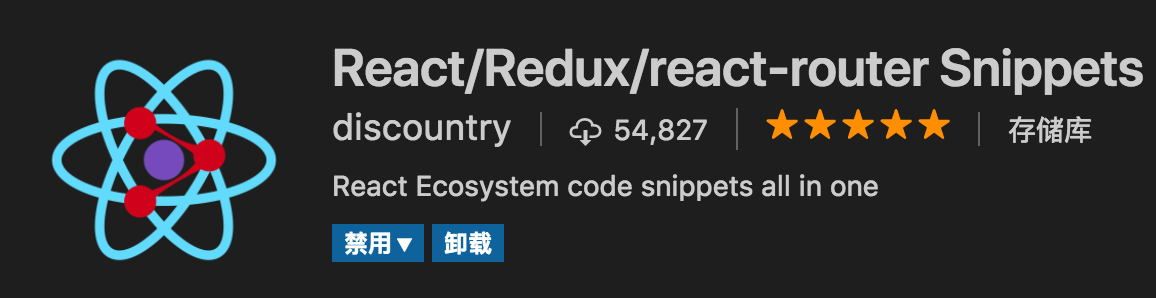 React/Redux/react-router Snippets
discountry | 54,827 | 存储库
React Ecosystem code snippets all in one
禁用 卸载